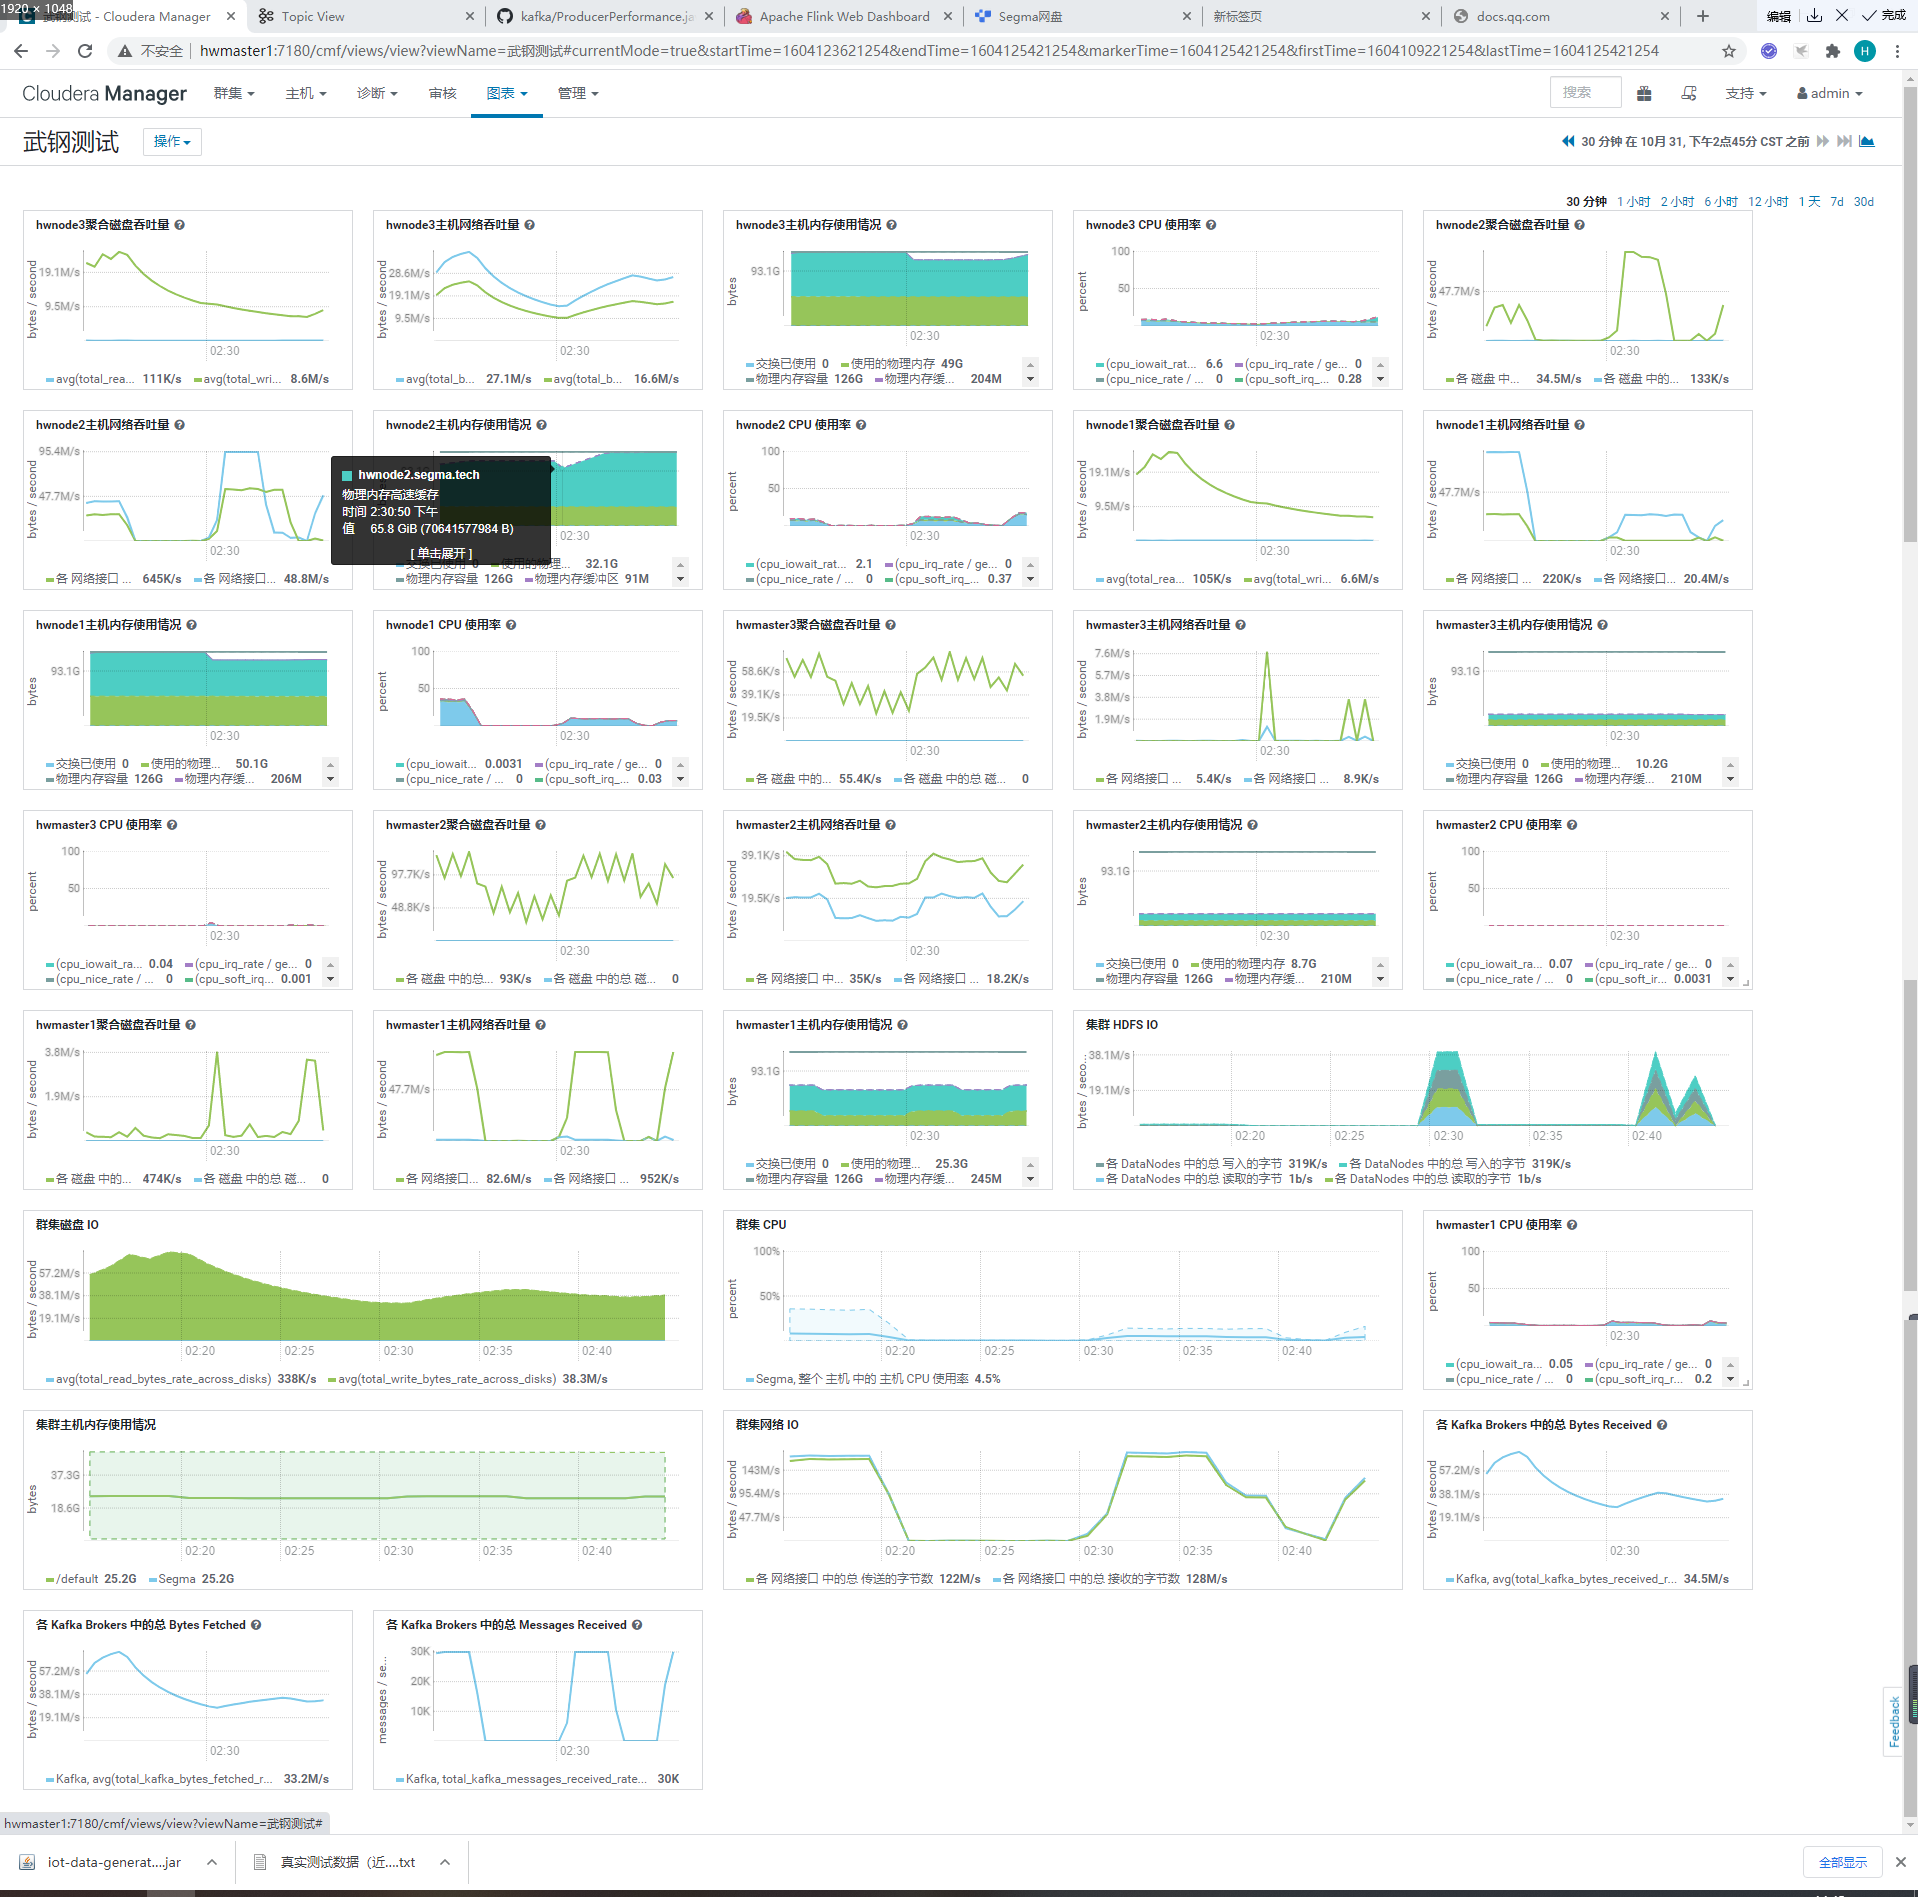 1920 × 1048
武钢测试 - Cloudera Manager
Topic View
kafka/ProducerPerformance.ja
Apache Flink Web Dashboard
Segma网盘
新标签页
docs.qq.com
编辑
完成
不安全
hwmaster1:7180/cmf/views/view?viewName=武钢测试#currentMode=true&startTime=1604123621254&endTime=1604125421254&markerTime=1604125421254&firstTime=1604109221254&lastTime=1604125421254
H
Cloudera Manager 群集 主机 诊断 审核 图表 管理 搜索 支持 admin
武钢测试 操作
30 分钟 在 10月 31, 下午2点45分 CST 之前
30 分钟 1 小时 2 小时 6 小时 12 小时 1 天 7d 30d
hwnode3聚合磁盘吞吐量
bytes / second
19.1M/s
9.5M/s
02:30
avg(total_rea... 111K/s avg(total_wri... 8.6M/s
hwnode3主机网络吞吐量
bytes / second
28.6M/s
19.1M/s
9.5M/s
02:30
avg(total_b... 27.1M/s avg(total_b... 16.6M/s
hwnode3主机内存使用情况
bytes
93.1G
02:30
交换已使用 0 使用的物理内存 49G
物理内存容量 126G 物理内存缓... 204M
hwnode3 CPU 使用率
percent
100
50
02:30
(cpu_iowait_rat... 6.6 (cpu_irq_rate / ge... 0
(cpu_nice_rate / ... 0 (cpu_soft_irq_... 0.28
hwnode2聚合磁盘吞吐量
bytes / second
47.7M/s
02:30
各 磁盘 中... 34.5M/s 各 磁盘 中的... 133K/s
hwnode2主机网络吞吐量
bytes / second
95.4M/s
47.7M/s
02:30
各 网络接口 ... 645K/s 各 网络接口... 48.8M/s
hwnode2主机内存使用情况
hwnode2.segma.tech
物理内存高速缓存
时间 2:30:50 下午
值 65.8 GiB (70641577984 B)
[ 单击展开 ]
02:30
交换已使用 0 使用的物理... 32.1G
物理内存容量 126G 物理内存缓冲区 91M
hwnode2 CPU 使用率
percent
100
50
02:30
(cpu_iowait_rat... 2.1 (cpu_irq_rate / ge... 0
(cpu_nice_rate / ... 0 (cpu_soft_irq_... 0.37
hwnode1聚合磁盘吞吐量
bytes / second
19.1M/s
9.5M/s
02:30
avg(total_rea... 105K/s avg(total_wri... 6.6M/s
hwnode1主机网络吞吐量
bytes / second
47.7M/s
02:30
各 网络接口 ... 220K/s 各 网络接口... 20.4M/s
hwnode1主机内存使用情况
bytes
93.1G
02:30
交换已使用 0 使用的物理... 50.1G
物理内存容量 126G 物理内存缓... 206M
hwnode1 CPU 使用率
percent
100
50
02:30
(cpu_iowait... 0.0031 (cpu_irq_rate / ge... 0
(cpu_nice_rate / ... 0 (cpu_soft_irq_... 0.03
hwmaster3聚合磁盘吞吐量
bytes / second
58.6K/s
39.1K/s
19.5K/s
02:30
各 磁盘 中的... 55.4K/s 各 磁盘 中的总 磁... 0
hwmaster3主机网络吞吐量
bytes / second
7.6M/s
5.7M/s
3.8M/s
1.9M/s
02:30
各 网络接口 ... 5.4K/s 各 网络接口 ... 8.9K/s
hwmaster3主机内存使用情况
bytes
93.1G
02:30
交换已使用 0 使用的物理... 10.2G
物理内存容量 126G 物理内存缓... 210M
hwmaster3 CPU 使用率
percent
100
50
02:30
(cpu_iowait_ra... 0.04 (cpu_irq_rate / ge... 0
(cpu_nice_rate / ... 0 (cpu_soft_irq... 0.001
hwmaster2聚合磁盘吞吐量
bytes / second
97.7K/s
48.8K/s
02:30
各 磁盘 中的总... 93K/s 各 磁盘 中的总 磁... 0
hwmaster2主机网络吞吐量
bytes / second
39.1K/s
19.5K/s
02:30
各 网络接口 中... 35K/s 各 网络接口 ... 18.2K/s
hwmaster2主机内存使用情况
bytes
93.1G
02:30
交换已使用 0 使用的物理内存 8.7G
物理内存容量 126G 物理内存缓... 210M
hwmaster2 CPU 使用率
percent
100
50
02:30
(cpu_iowait_ra... 0.07 (cpu_irq_rate / ge... 0
(cpu_nice_rate / ... 0 (cpu_soft_ir... 0.0031
hwmaster1聚合磁盘吞吐量
bytes / second
3.8M/s
1.9M/s
02:30
各 磁盘 中的... 474K/s 各 磁盘 中的总 磁... 0
hwmaster1主机网络吞吐量
bytes / second
47.7M/s
02:30
各 网络接口... 82.6M/s 各 网络接口 ... 952K/s
hwmaster1主机内存使用情况
bytes
93.1G
02:30
交换已使用 0 使用的物理... 25.3G
物理内存容量 126G 物理内存缓... 245M
集群 HDFS IO
bytes / seco...
38.1M/s
19.1M/s
02:20 02:25 02:30 02:35 02:40
各 DataNodes 中的总 写入的字节 319K/s 各 DataNodes 中的总 写入的字节 319K/s
各 DataNodes 中的总 读取的字节 1b/s 各 DataNodes 中的总 读取的字节 1b/s
群集磁盘 IO
bytes / second
57.2M/s
38.1M/s
19.1M/s
02:20 02:25 02:30 02:35 02:40
avg(total_read_bytes_rate_across_disks) 338K/s avg(total_write_bytes_rate_across_disks) 38.3M/s
群集 CPU
percent
100%
50%
02:20 02:25 02:30 02:35 02:40
Segma, 整个 主机 中的 主机 CPU 使用率 4.5%
hwmaster1 CPU 使用率
percent
100
50
02:30
(cpu_iowait_ra... 0.05 (cpu_irq_rate / ge... 0
(cpu_nice_rate / ... 0 (cpu_soft_irq_r... 0.2
集群主机内存使用情况
bytes
37.3G
18.6G
02:20 02:25 02:30 02:35 02:40
/default 25.2G Segma 25.2G
群集网络 IO
bytes / second
143M/s
95.4M/s
47.7M/s
02:20 02:25 02:30 02:35 02:40
各 网络接口 中的总 传送的字节数 122M/s 各 网络接口 中的总 接收的字节数 128M/s
各 Kafka Brokers 中的总 Bytes Received
bytes / second
57.2M/s
38.1M/s
19.1M/s
02:30
Kafka, avg(total_kafka_bytes_received_r... 34.5M/s
各 Kafka Brokers 中的总 Bytes Fetched
bytes / second
57.2M/s
38.1M/s
19.1M/s
02:30
Kafka, avg(total_kafka_bytes_fetched_r... 33.2M/s
各 Kafka Brokers 中的总 Messages Received
messages / se...
30K
20K
10K
02:30
Kafka, total_kafka_messages_received_rate... 30K
Feedback
hwmaster1:7180/cmf/views/view?viewName=武钢测试#
iot-data-generat....jar
真实测试数据（近....txt
全部显示